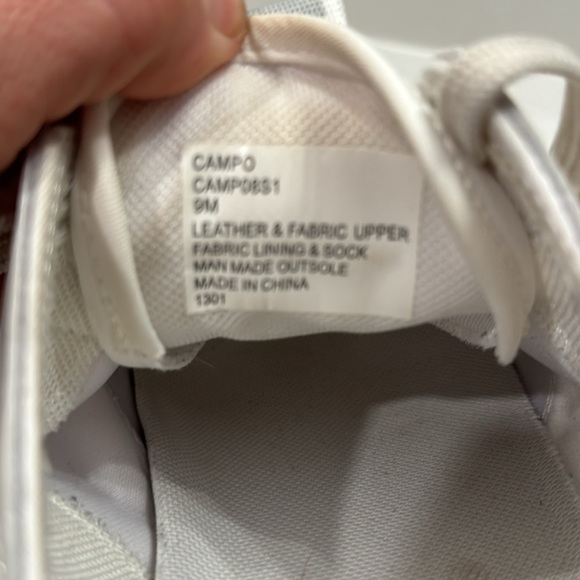 CAMPO
CAMP08S1
9M
LEATHER & FABRIC UPPER
FABRIC LINING & SOCK
MAN MADE OUTSOLE
MADE IN CHINA
1301